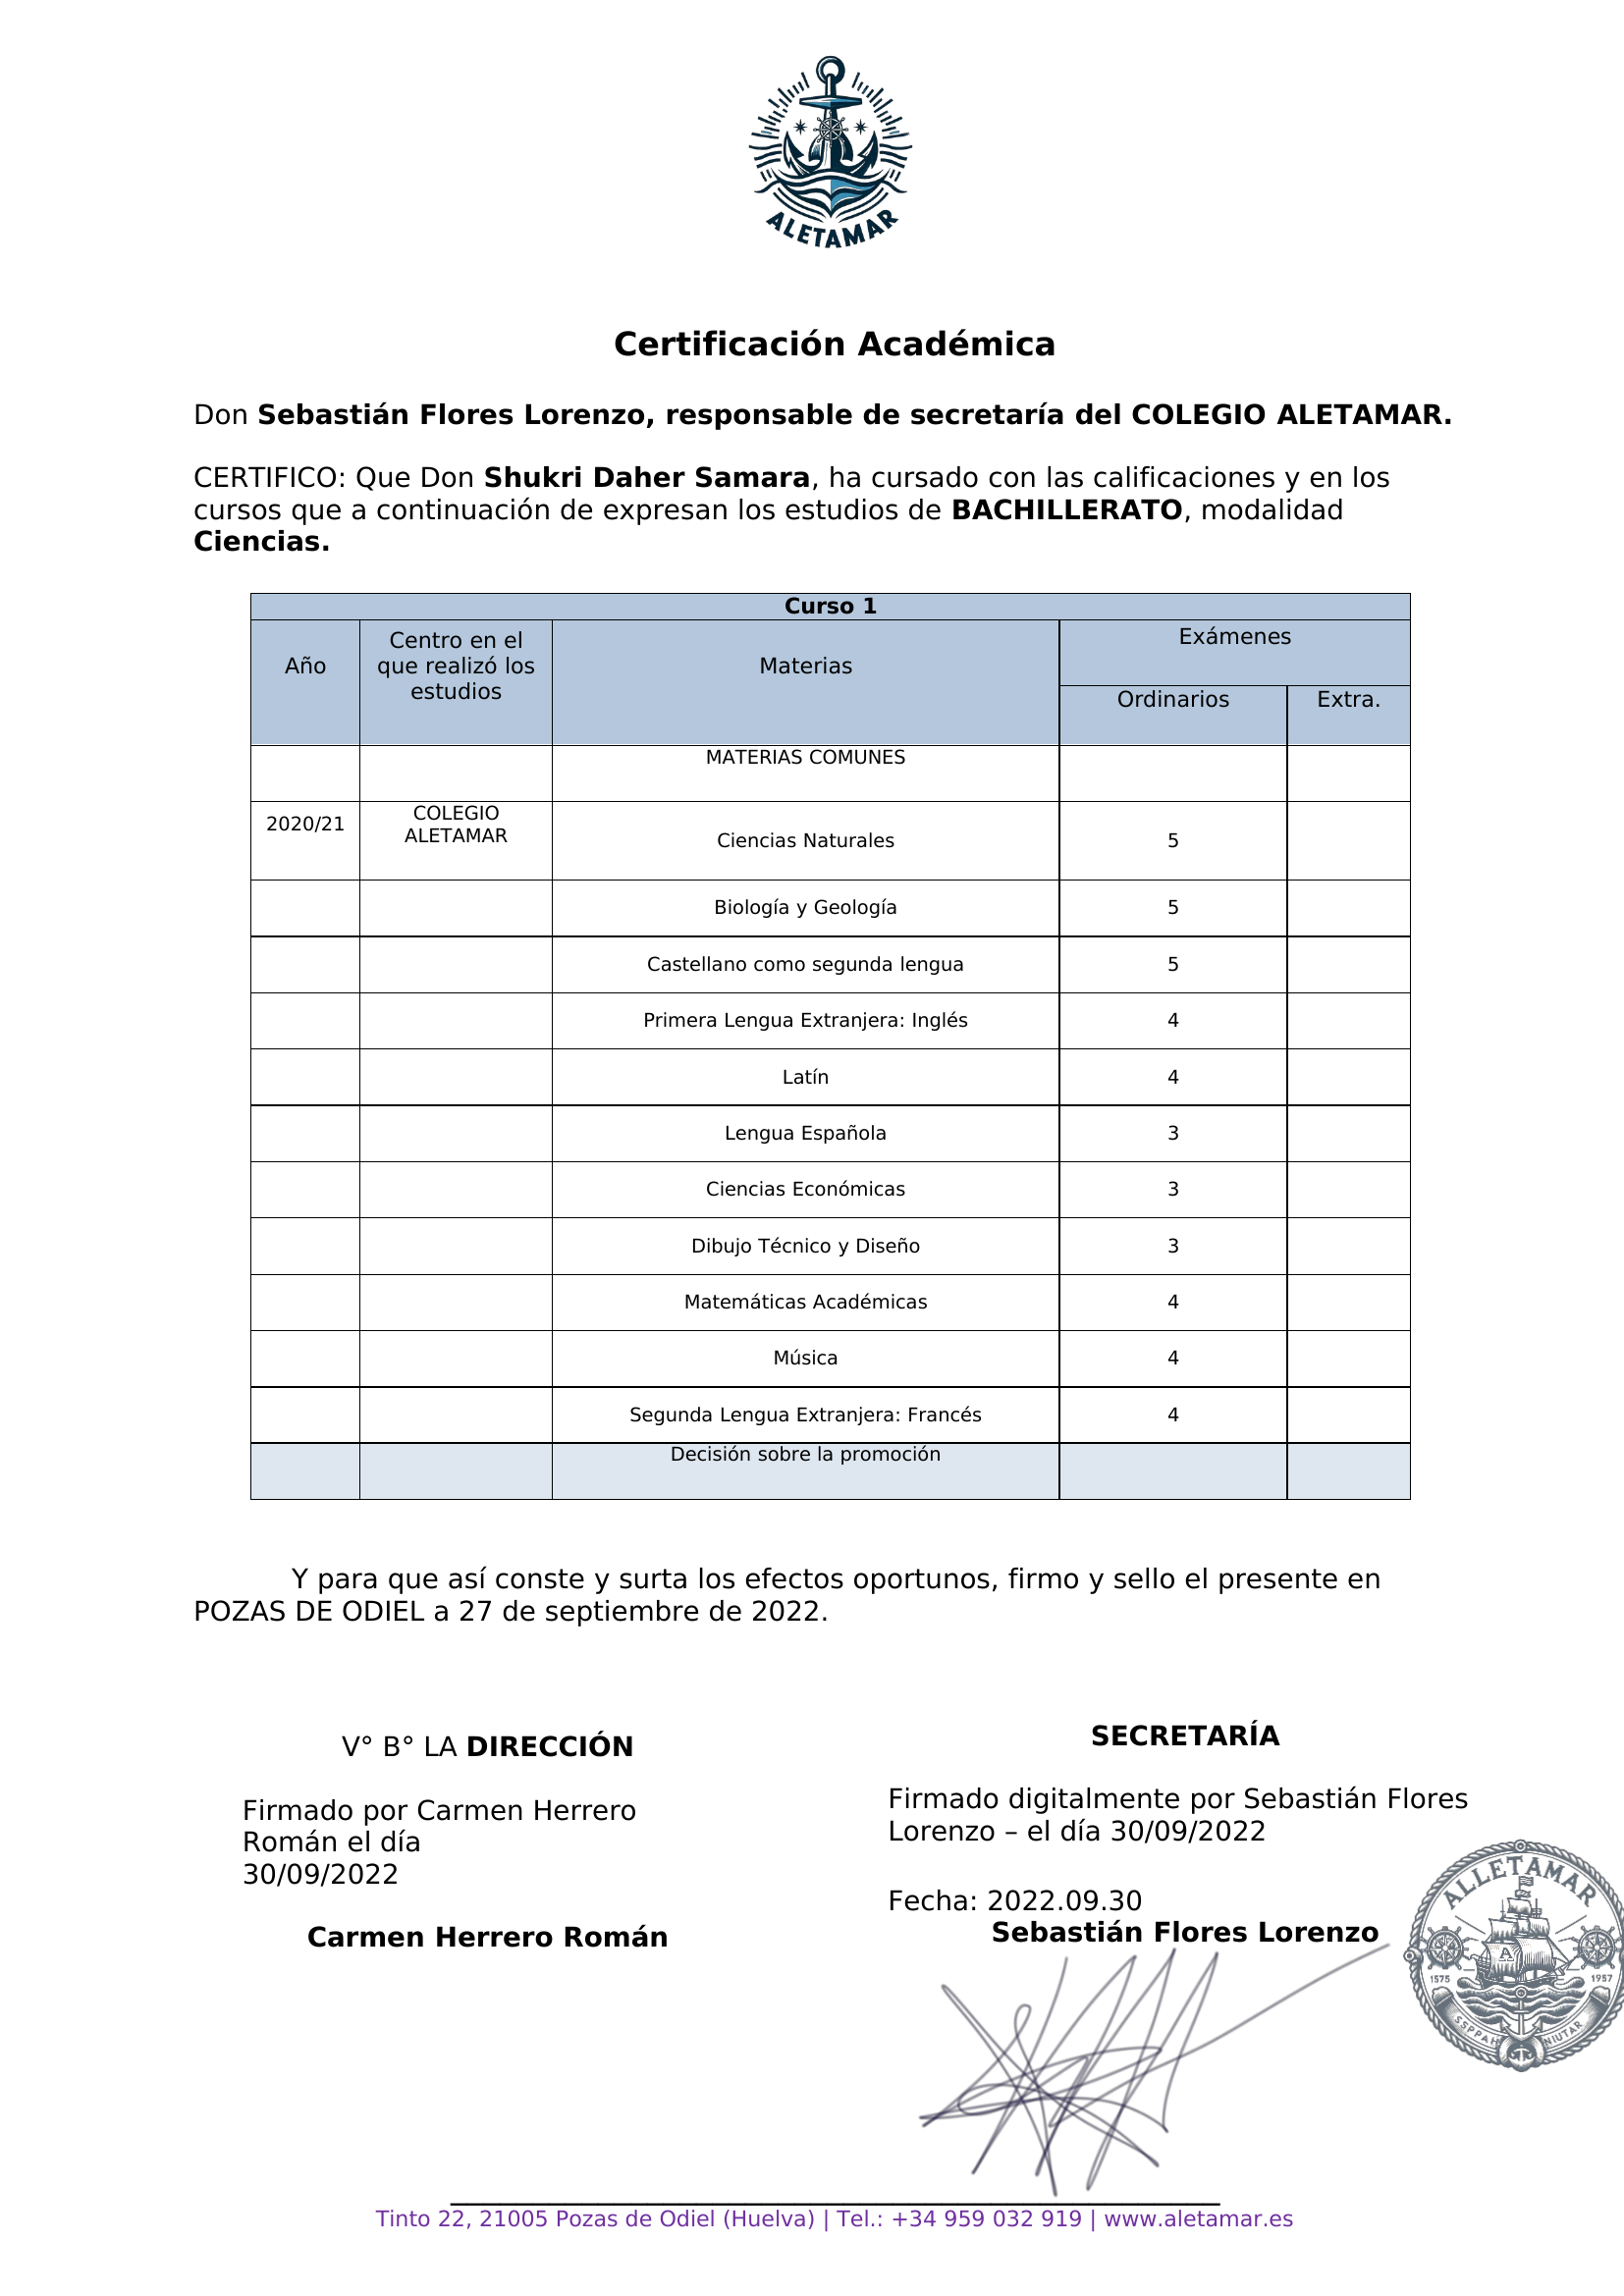 ALETAMAR
Certificación Académica
Don Sebastián Flores Lorenzo, responsable de secretaría del COLEGIO ALETAMAR.
CERTIFICO: Que Don Shukri Daher Samara, ha cursado con las calificaciones y en los
cursos que a continuación de expresan los estudios de BACHILLERATO, modalidad
Ciencias.
Curso 1
Año
Centro en el
que realizó los
estudios
Materias
Exámenes
Ordinarios
Extra.
MATERIAS COMUNES
2020/21
COLEGIO
ALETAMAR
Ciencias Naturales 5
Biología y Geología 5
Castellano como segunda lengua 5
Primera Lengua Extranjera: Inglés 4
Latín 4
Lengua Española 3
Ciencias Económicas 3
Dibujo Técnico y Diseño 3
Matemáticas Académicas 4
Música 4
Segunda Lengua Extranjera: Francés 4
Decisión sobre la promoción
Y para que así conste y surta los efectos oportunos, firmo y sello el presente en
POZAS DE ODIEL a 27 de septiembre de 2022.
V° B° LA DIRECCIÓN
Firmado por Carmen Herrero
Román el día
30/09/2022
Carmen Herrero Román
SECRETARÍA
Firmado digitalmente por Sebastián Flores
Lorenzo – el día 30/09/2022
Fecha: 2022.09.30
Sebastián Flores Lorenzo
ALLETAMAR
A
1575
1957
SSPPAH
NIUTAR
Tinto 22, 21005 Pozas de Odiel (Huelva) | Tel.: +34 959 032 919 | www.aletamar.es